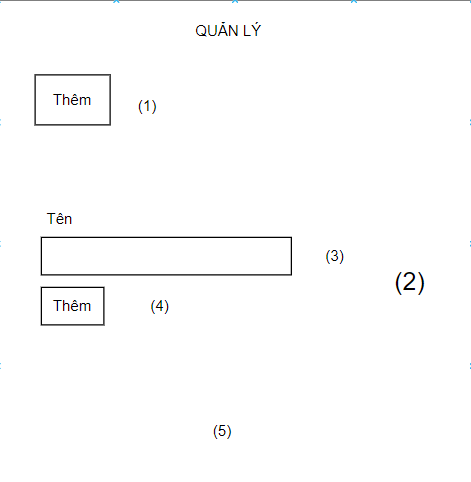 QUẢN LÝ
Thêm (1)
Tên
(3)
(2)
Thêm (4)
(5)